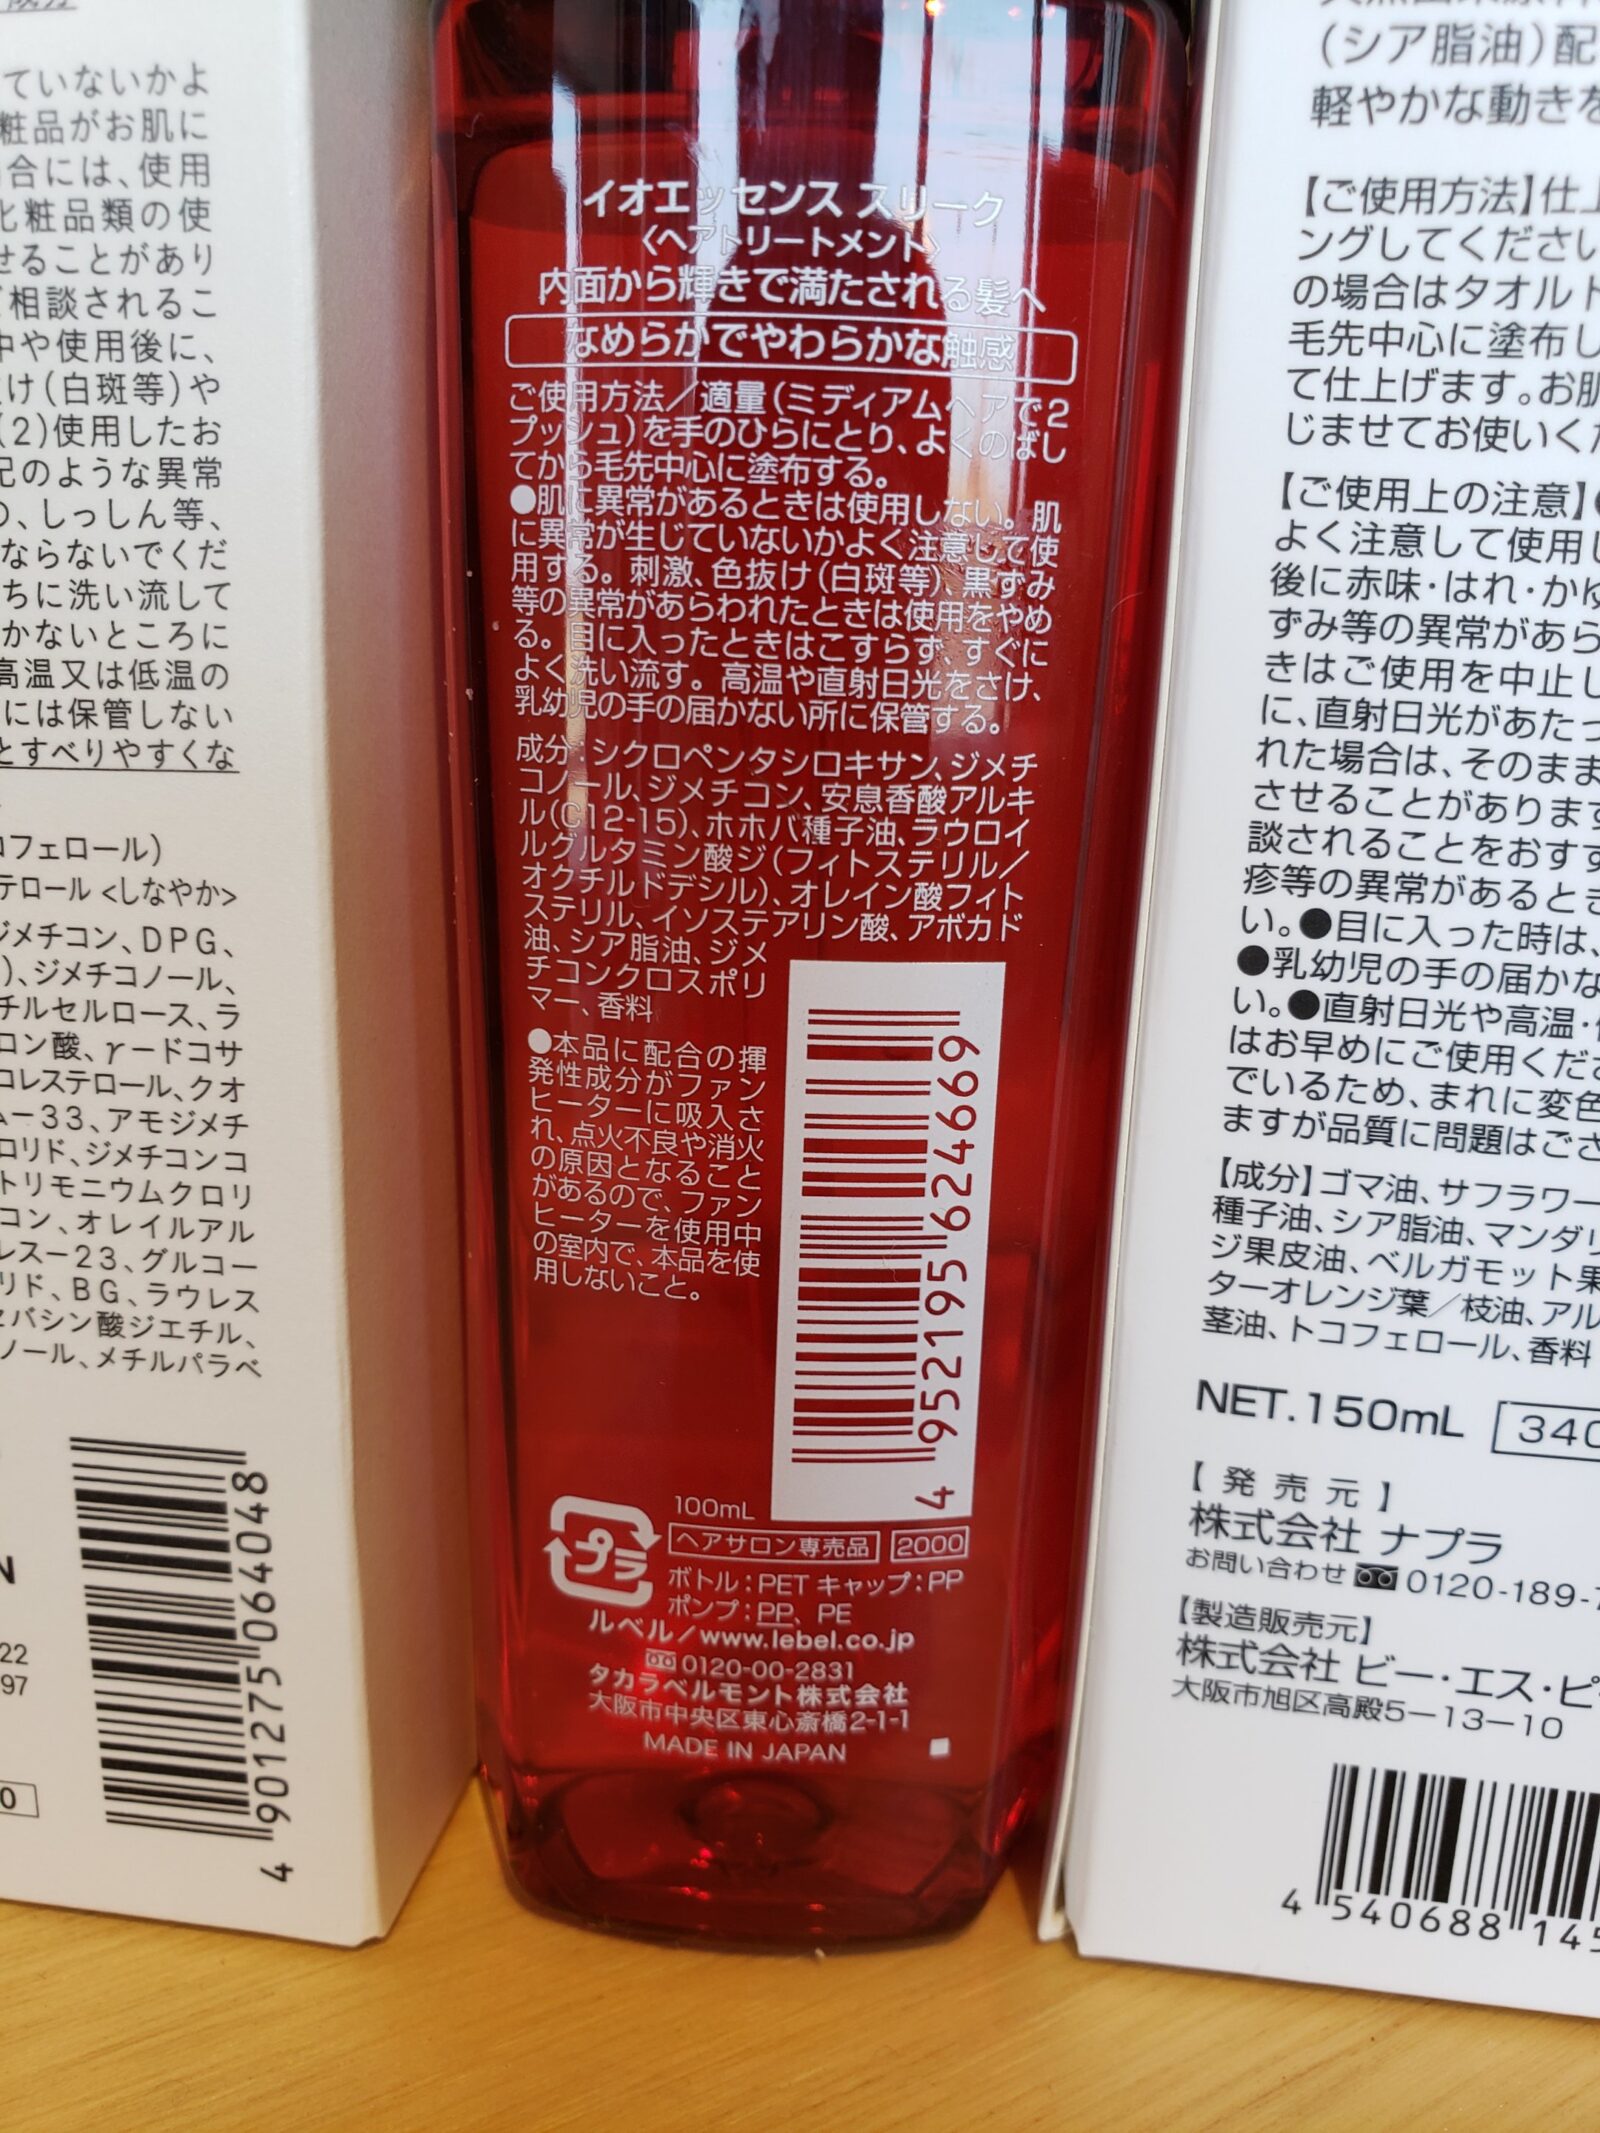 ていないかよ
粧品がお肌に
合には、使用
化粧品類の使
せることがあり
ご相談されるこ
中や使用後に、
け(白斑等)や
(2)使用したお
記のような異常
の、しっしん等、
ならないでくだ
ちに洗い流して
かないところに
高温又は低温の
には保管しない
とすべりやすくな
コフェロール)
テロール <しなやか>
ジメチコン、DPG、
)、ジメチコノール、
チルセルロース、ラ
ロン酸、γ-ドコサ
コレステロール、クオ
ムー33、アモジメチ
ロリド、ジメチコンコ
トリモニウムクロリ
コン、オレイルアル
レスー23、グルコー
リド、BG、ラウレス
セバシン酸ジエチル、
ノール、メチルパラベ
4 901275 064048
イオエッセンス スリーク
〈ヘアトリートメント〉
内面から輝きで満たされる髪へ
なめらかでやわらかな触感
ご使用方法／適量(ミディアムヘアで2
プッシュ)を手のひらにとり、よくのばし
てから毛先中心に塗布する。
●肌に異常があるときは使用しない。肌
に異常が生じていないかよく注意して使
用する。刺激、色抜け(白斑等)、黒ずみ
等の異常があらわれたときは使用をやめ
る。目に入ったときはこすらず、すぐに
よく洗い流す。高温や直射日光をさけ、
乳幼児の手の届かない所に保管する。
成分:シクロペンタシロキサン、ジメチ
コノール、ジメチコン、安息香酸アルキ
ル(C12-15)、ホホバ種子油、ラウロイ
ルグルタミン酸ジ(フィトステリル／
オクチルドデシル)、オレイン酸フィト
ステリル、イソステアリン酸、アボカド
油、シア脂油、ジメ
チコンクロスポリ
マー、香料
●本品に配合の揮
発性成分がファン
ヒーターに吸入さ
れ、点火不良や消火
の原因となること
があるので、ファン
ヒーターを使用中
の室内で、本品を使
用しないこと。
4 952195 624669
100mL
ヘアサロン専売品 2000
プラ
ボトル:PET キャップ:PP
ポンプ:PP、PE
ルベル／www.lebel.co.jp
0120-00-2831
タカラベルモント株式会社
大阪市中央区東心斎橋2-1-1
MADE IN JAPAN
(シア脂油)配
軽やかな動きを
【ご使用方法】仕上
ングしてください
の場合はタオルド
毛先中心に塗布し
て仕上げます。お肌
じませてお使いくだ
【ご使用上の注意】●
よく注意して使用し
後に赤味・はれ・かゆ
ずみ等の異常があら
きはご使用を中止し
に、直射日光があたっ
れた場合は、そのまま
させることがあります
談されることをおすす
疹等の異常があるとき
い。●目に入った時は、
●乳幼児の手の届かな
い。●直射日光や高温・
はお早めにご使用くださ
でいるため、まれに変色
ますが品質に問題はござ
【成分】ゴマ油、サフラワー
種子油、シア脂油、マンダリ
ジ果皮油、ベルガモット果
ターオレンジ葉／枝油、アル
茎油、トコフェロール、香料
NET.150mL 340
【発売元】
株式会社 ナプラ
お問い合わせ 0120-189-7
【製造販売元】
株式会社 ビー・エス・ピ
大阪市旭区高殿5－13－10
4 540688 145